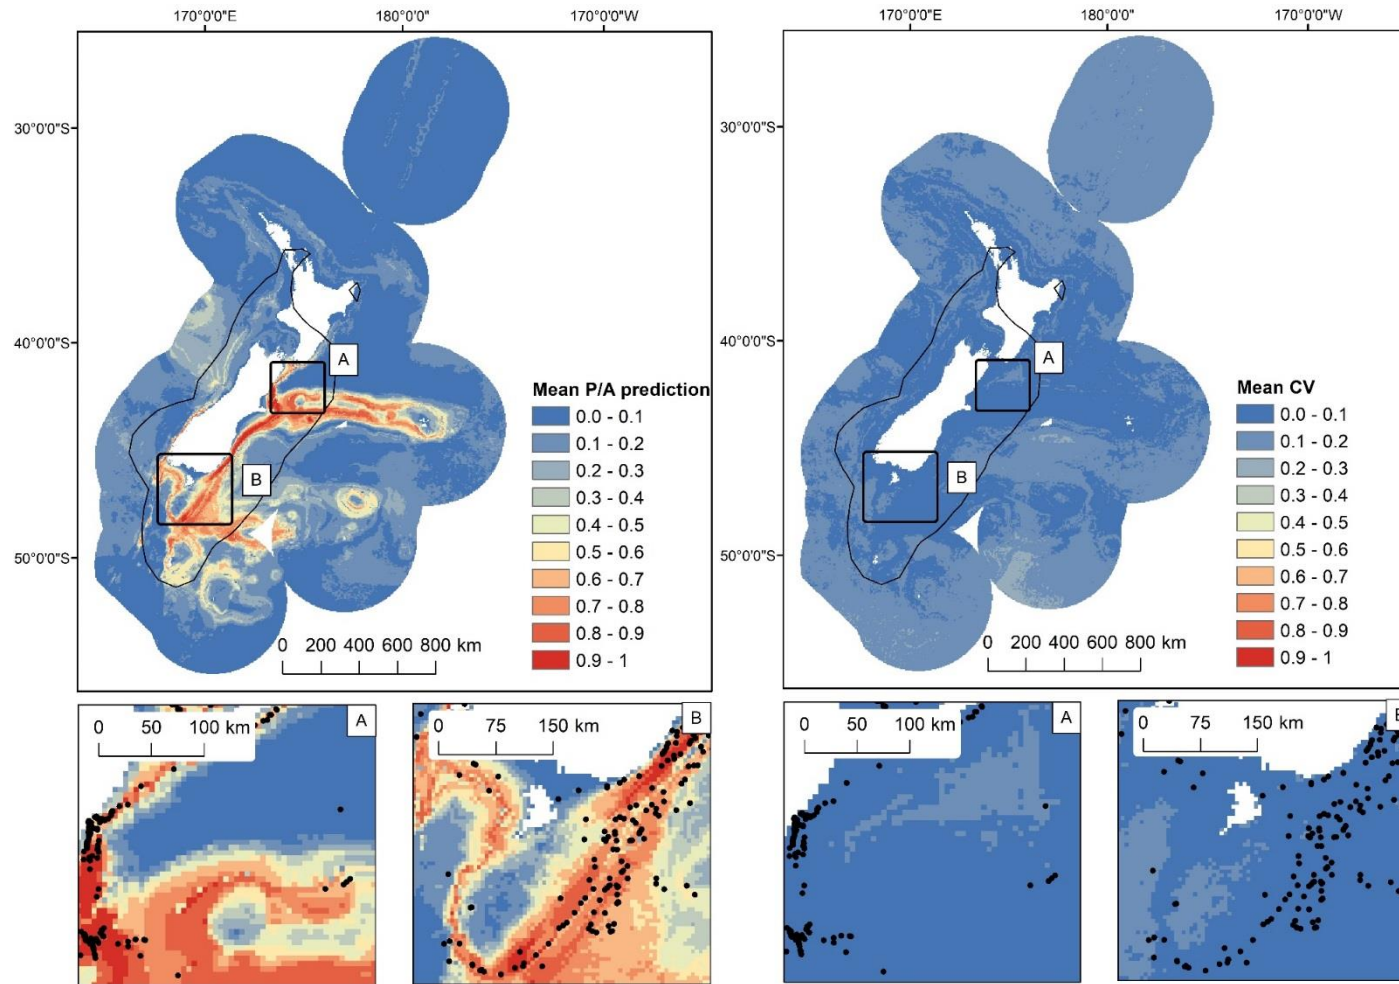 170°0'0"E 180°0'0" 170°0'0"W
30°0'0"S
40°0'0"S
50°0'0"S
A
B
Mean P/A prediction
0.0 - 0.1
0.1 - 0.2
0.2 - 0.3
0.3 - 0.4
0.4 - 0.5
0.5 - 0.6
0.6 - 0.7
0.7 - 0.8
0.8 - 0.9
0.9 - 1
0 200 400 600 800 km
170°0'0"E 180°0'0" 170°0'0"W
30°0'0"S
40°0'0"S
50°0'0"S
A
B
Mean CV
0.0 - 0.1
0.1 - 0.2
0.2 - 0.3
0.3 - 0.4
0.4 - 0.5
0.5 - 0.6
0.6 - 0.7
0.7 - 0.8
0.8 - 0.9
0.9 - 1
0 200 400 600 800 km
0 50 100 km
A
0 75 150 km
B
0 50 100 km
A
0 75 150 km